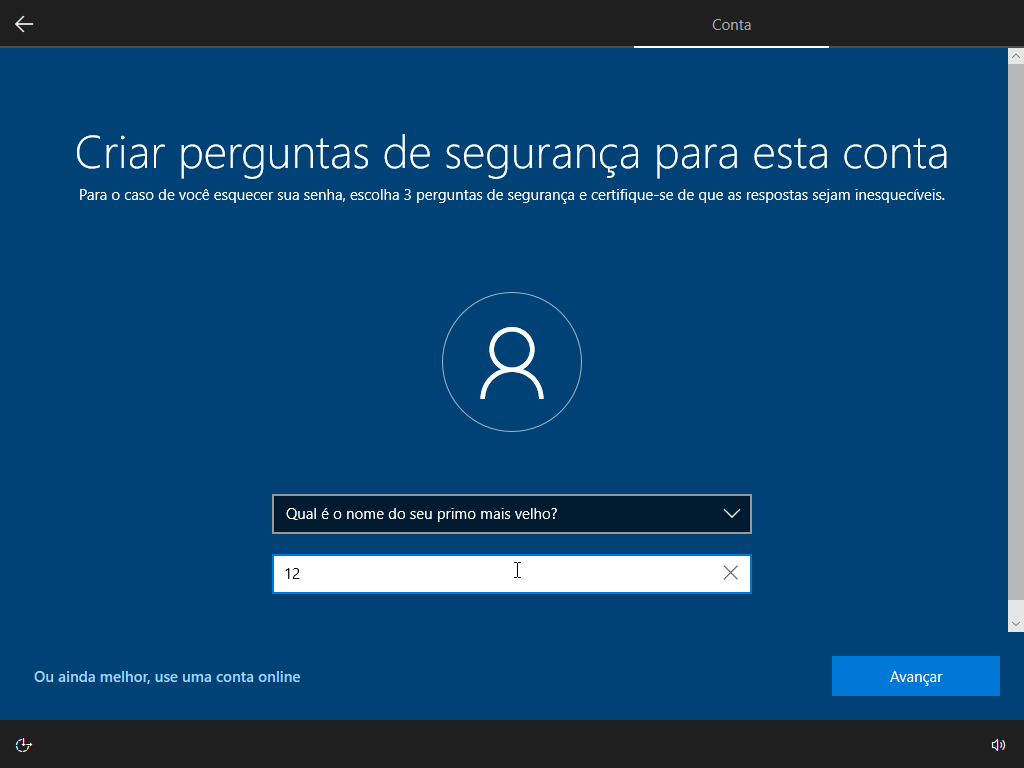 Conta
Criar perguntas de segurança para esta conta
Para o caso de você esquecer sua senha, escolha 3 perguntas de segurança e certifique-se de que as respostas sejam inesquecíveis.
Qual é o nome do seu primo mais velho?
12
Ou ainda melhor, use uma conta online
Avançar